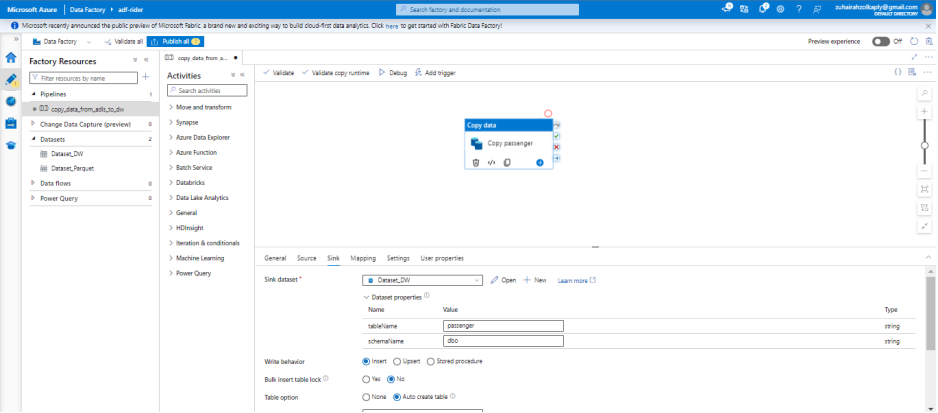 Microsoft Azure | Data Factory ▸ adf-rider
Search factory and documentation
zuhairahzolkaply@gmail.com
DEFAULT DIRECTORY
Microsoft recently announced the public preview of Microsoft Fabric, a brand new and exciting way to build cloud-first data analytics. Click here to get started with Fabric Data Factory!
Data Factory Validate all Publish all 1
Preview experience Off
Factory Resources
Filter resources by name
Pipelines 1
copy_data_from_adls_to_dw
Change Data Capture (preview) 0
Datasets 2
Dataset_DW
Dataset_Parquet
Data flows 0
Power Query 0
copy_data_from_a...
Activities
Search activities
Move and transform
Synapse
Azure Data Explorer
Azure Function
Batch Service
Databricks
Data Lake Analytics
General
HDInsight
Iteration & conditionals
Machine Learning
Power Query
Validate Validate copy runtime Debug Add trigger
Copy data
Copy passenger
General Source Sink Mapping Settings User properties
Sink dataset * Dataset_DW Open New Learn more
Dataset properties
Name Value Type
tableName passenger string
schemaName dbo string
Write behavior Insert Upsert Stored procedure
Bulk insert table lock Yes No
Table option None Auto create table